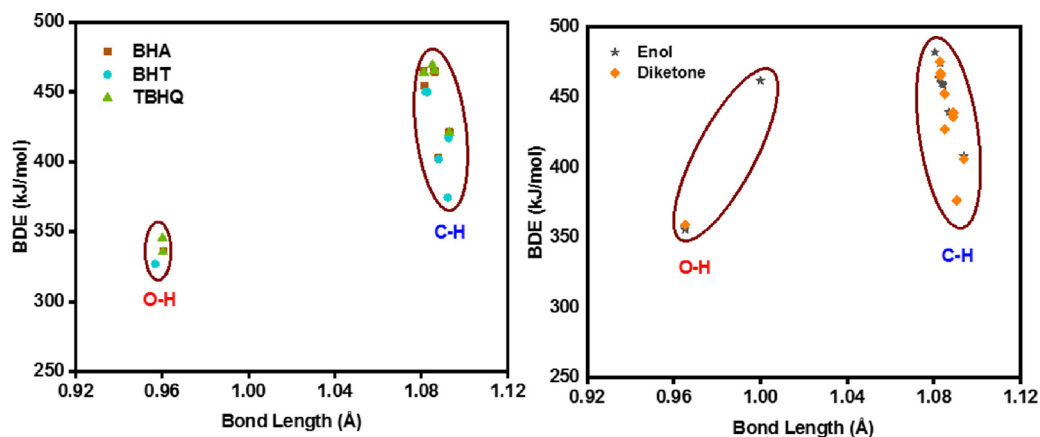 500
450
400
350
300
250
BDE (kJ/mol)
BHA
BHT
TBHQ
O-H
C-H
0.92 0.96 1.00 1.04 1.08 1.12
Bond Length (Å)
500
450
400
350
300
250
BDE (kJ/mol)
Enol
Diketone
O-H
C-H
0.92 0.96 1.00 1.04 1.08 1.12
Bond Length (Å)